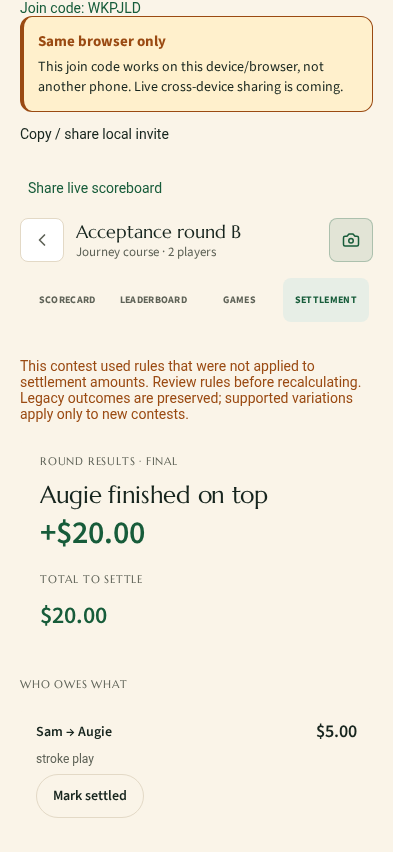 Join code: WKPJLD
Same browser only
This join code works on this device/browser, not
another phone. Live cross-device sharing is coming.
Copy / share local invite
Share live scoreboard
Acceptance round B
Journey course · 2 players
SCORECARD LEADERBOARD GAMES SETTLEMENT
This contest used rules that were not applied to
settlement amounts. Review rules before recalculating.
Legacy outcomes are preserved; supported variations
apply only to new contests.
ROUND RESULTS · FINAL
Augie finished on top
+$20.00
TOTAL TO SETTLE
$20.00
WHO OWES WHAT
Sam → Augie $5.00
stroke play
Mark settled